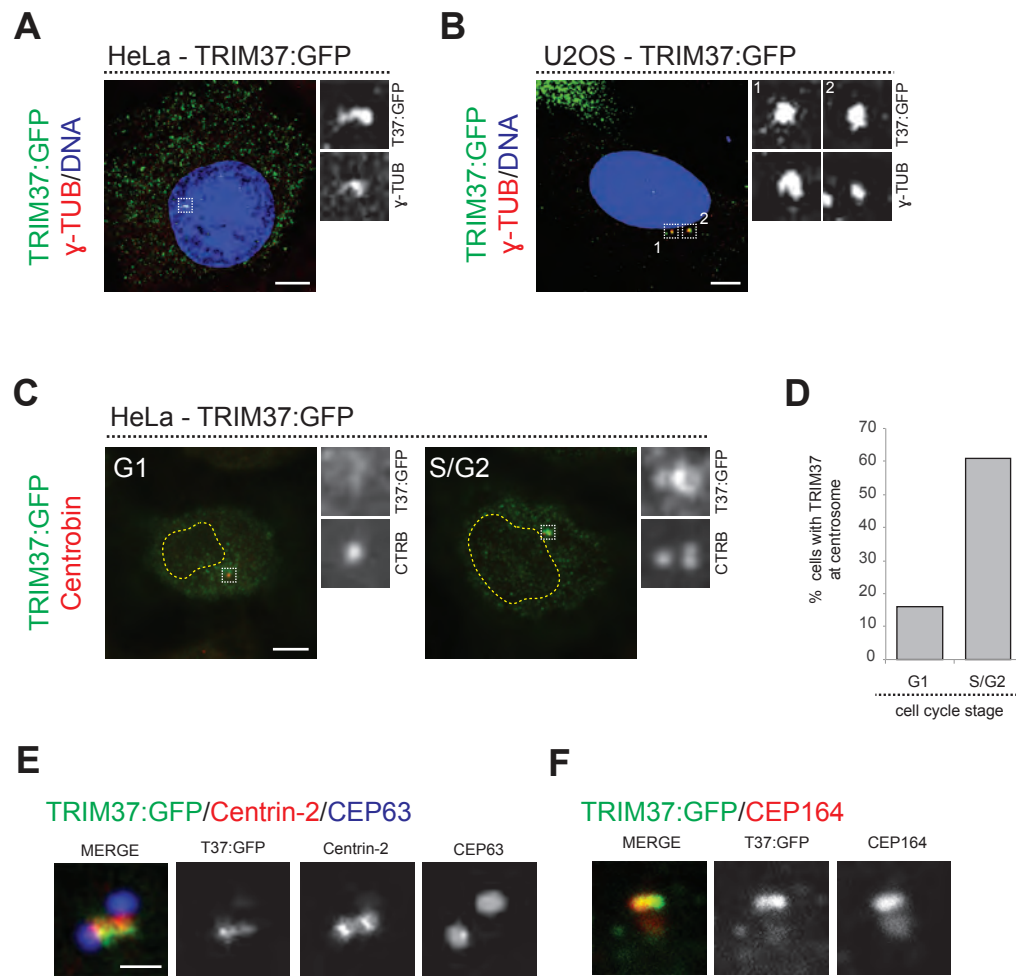 A
HeLa - TRIM37:GFP
TRIM37:GFP
ɣ-TUB/DNA
T37:GFP
ɣ-TUB
B
U2OS - TRIM37:GFP
TRIM37:GFP
ɣ-TUB/DNA
1
2
1
2
T37:GFP
ɣ-TUB
C
HeLa - TRIM37:GFP
TRIM37:GFP
Centrobin
G1
T37:GFP
CTRB
S/G2
T37:GFP
CTRB
D
% cells with TRIM37
at centrosome
70
60
50
40
30
20
10
0
G1 S/G2
cell cycle stage
E
TRIM37:GFP/Centrin-2/CEP63
MERGE T37:GFP Centrin-2 CEP63
F
TRIM37:GFP/CEP164
MERGE T37:GFP CEP164